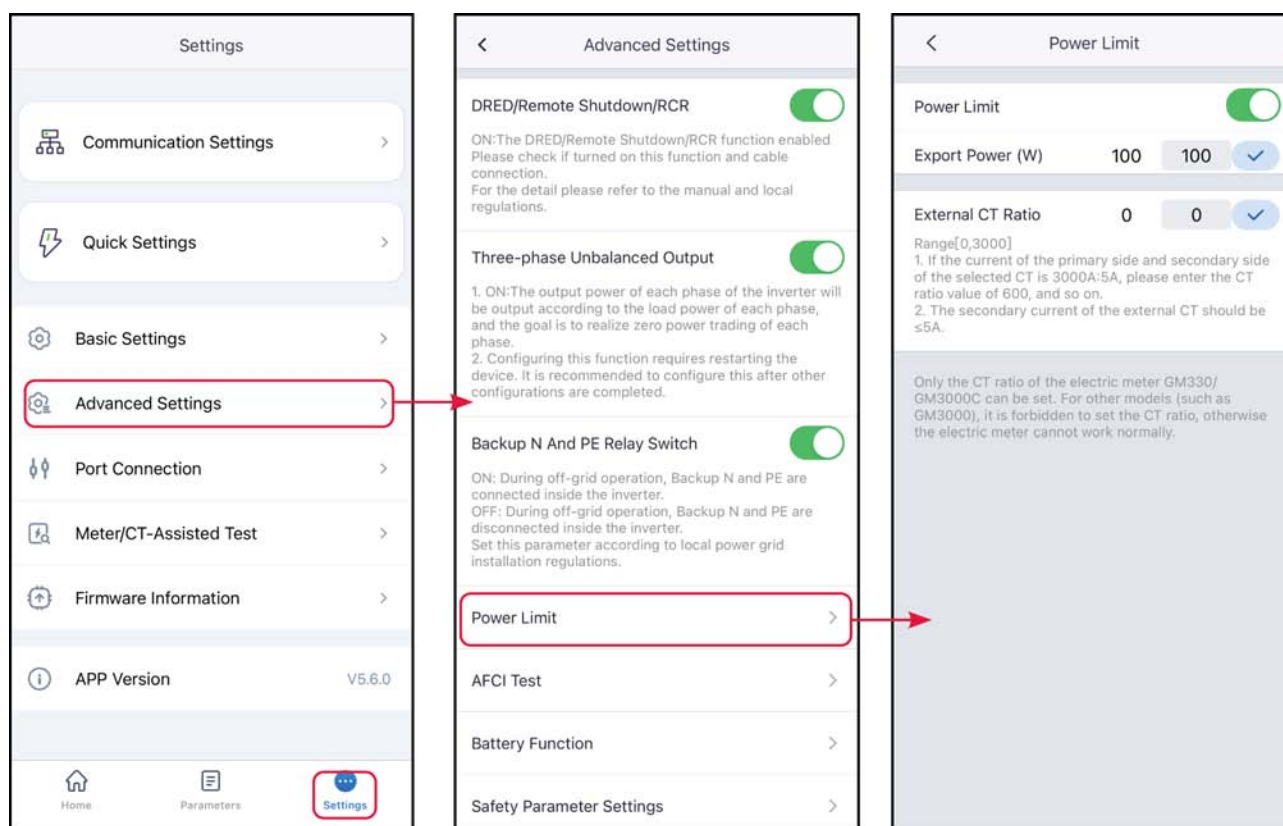 Settings
Communication Settings
Quick Settings
Basic Settings
Advanced Settings
Port Connection
Meter/CT-Assisted Test
Firmware Information
APP Version V5.6.0
Home Parameters Settings
Advanced Settings
DRED/Remote Shutdown/RCR
ON:The DRED/Remote Shutdown/RCR function enabled
Please check if turned on this function and cable
connection.
For the detail please refer to the manual and local
regulations.
Three-phase Unbalanced Output
1. ON:The output power of each phase of the inverter will
be output according to the load power of each phase,
and the goal is to realize zero power trading of each
phase.
2. Configuring this function requires restarting the
device. It is recommended to configure this after other
configurations are completed.
Backup N And PE Relay Switch
ON: During off-grid operation, Backup N and PE are
connected inside the inverter.
OFF: During off-grid operation, Backup N and PE are
disconnected inside the inverter.
Set this parameter according to local power grid
installation regulations.
Power Limit
AFCI Test
Battery Function
Safety Parameter Settings
Power Limit
Power Limit
Export Power (W) 100 100
External CT Ratio 0 0
Range[0,3000]
1. If the current of the primary side and secondary side
of the selected CT is 3000A:5A, please enter the CT
ratio value of 600, and so on.
2. The secondary current of the external CT should be
≤5A.
Only the CT ratio of the electric meter GM330/
GM3000C can be set. For other models (such as
GM3000), it is forbidden to set the CT ratio, otherwise
the electric meter cannot work normally.